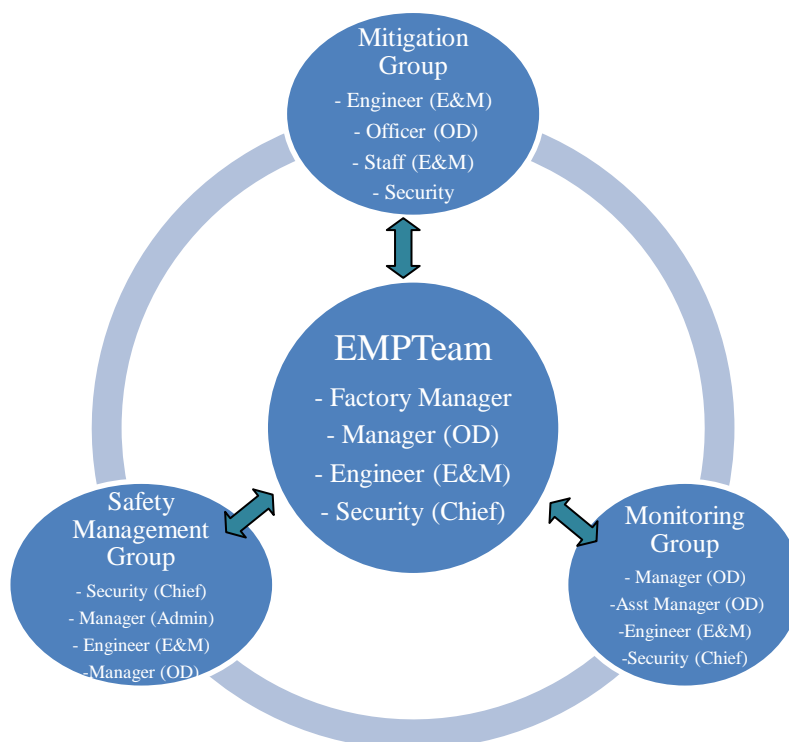 Mitigation
Group
- Engineer (E&M)
- Officer (OD)
- Staff (E&M)
- Security
EMPTeam
- Factory Manager
- Manager (OD)
- Engineer (E&M)
- Security (Chief)
Safety
Management
Group
- Security (Chief)
- Manager (Admin)
- Engineer (E&M)
-Manager (OD)
Monitoring
Group
- Manager (OD)
-Asst Manager (OD)
-Engineer (E&M)
-Security (Chief)